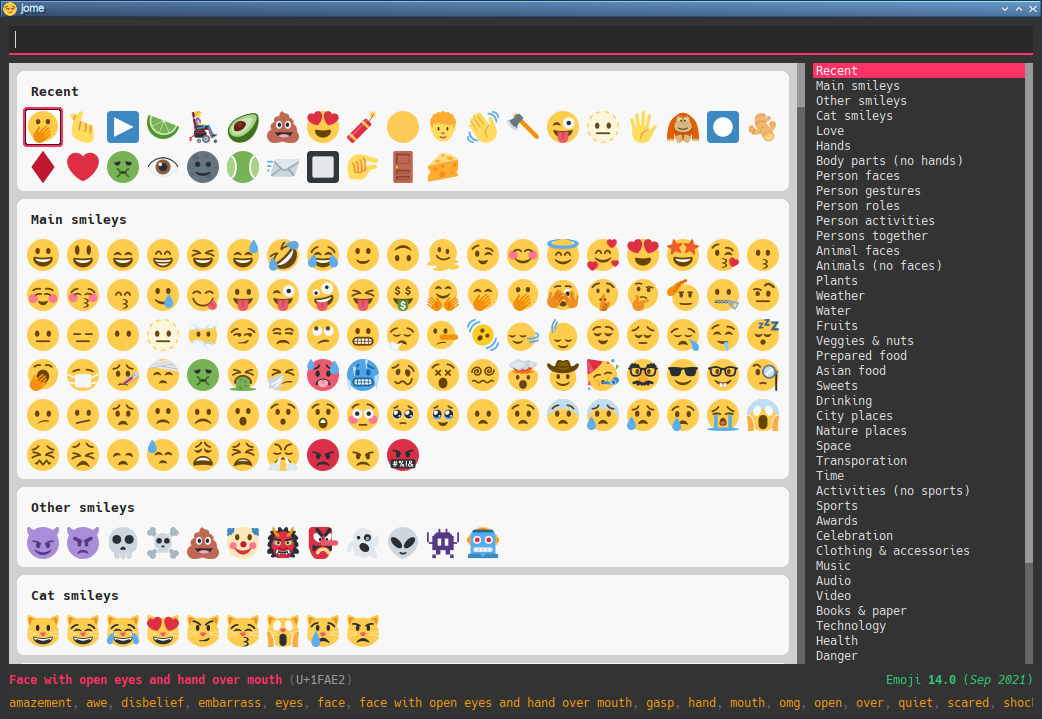 jome
Recent
Main smileys
Other smileys
Cat smileys
Recent
Main smileys
Other smileys
Cat smileys
Love
Hands
Body parts (no hands)
Person faces
Person gestures
Person roles
Person activities
Persons together
Animal faces
Animals (no faces)
Plants
Weather
Water
Fruits
Veggies & nuts
Prepared food
Asian food
Sweets
Drinking
City places
Nature places
Space
Transporation
Time
Activities (no sports)
Sports
Awards
Celebration
Clothing & accessories
Music
Audio
Video
Books & paper
Technology
Health
Danger
Face with open eyes and hand over mouth (U+1FAE2)
Emoji 14.0 (Sep 2021)
amazement, awe, disbelief, embarrass, eyes, face, face with open eyes and hand over mouth, gasp, hand, mouth, omg, open, over, quiet, scared, shoc